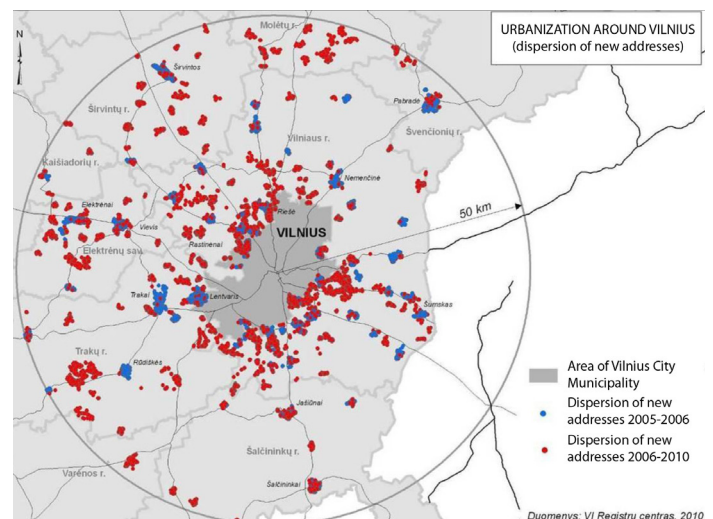 URBANIZATION AROUND VILNIUS
(dispersion of new addresses)
N
Molėtų r.
Širvintos
Pabradė
Širvintų r.
Švenčionių r.
Vilniaus r.
Kaišiadorių r.
Nemenčinė
Elektrėnai
Riešė
50 km
Vievis
VILNIUS
Rastinėnai
Elektrėnų sav.
Trakai
Lentvaris
Šumskas
Trakų r.
Rūdiškės
Area of Vilnius City
Municipality
Dispersion of new
addresses 2005-2006
Dispersion of new
addresses 2006-2010
Jašiūnai
Šalčininkų r.
Varėnos r.
Šalčininkai
Duomenys: VĮ Registrų centras, 2010